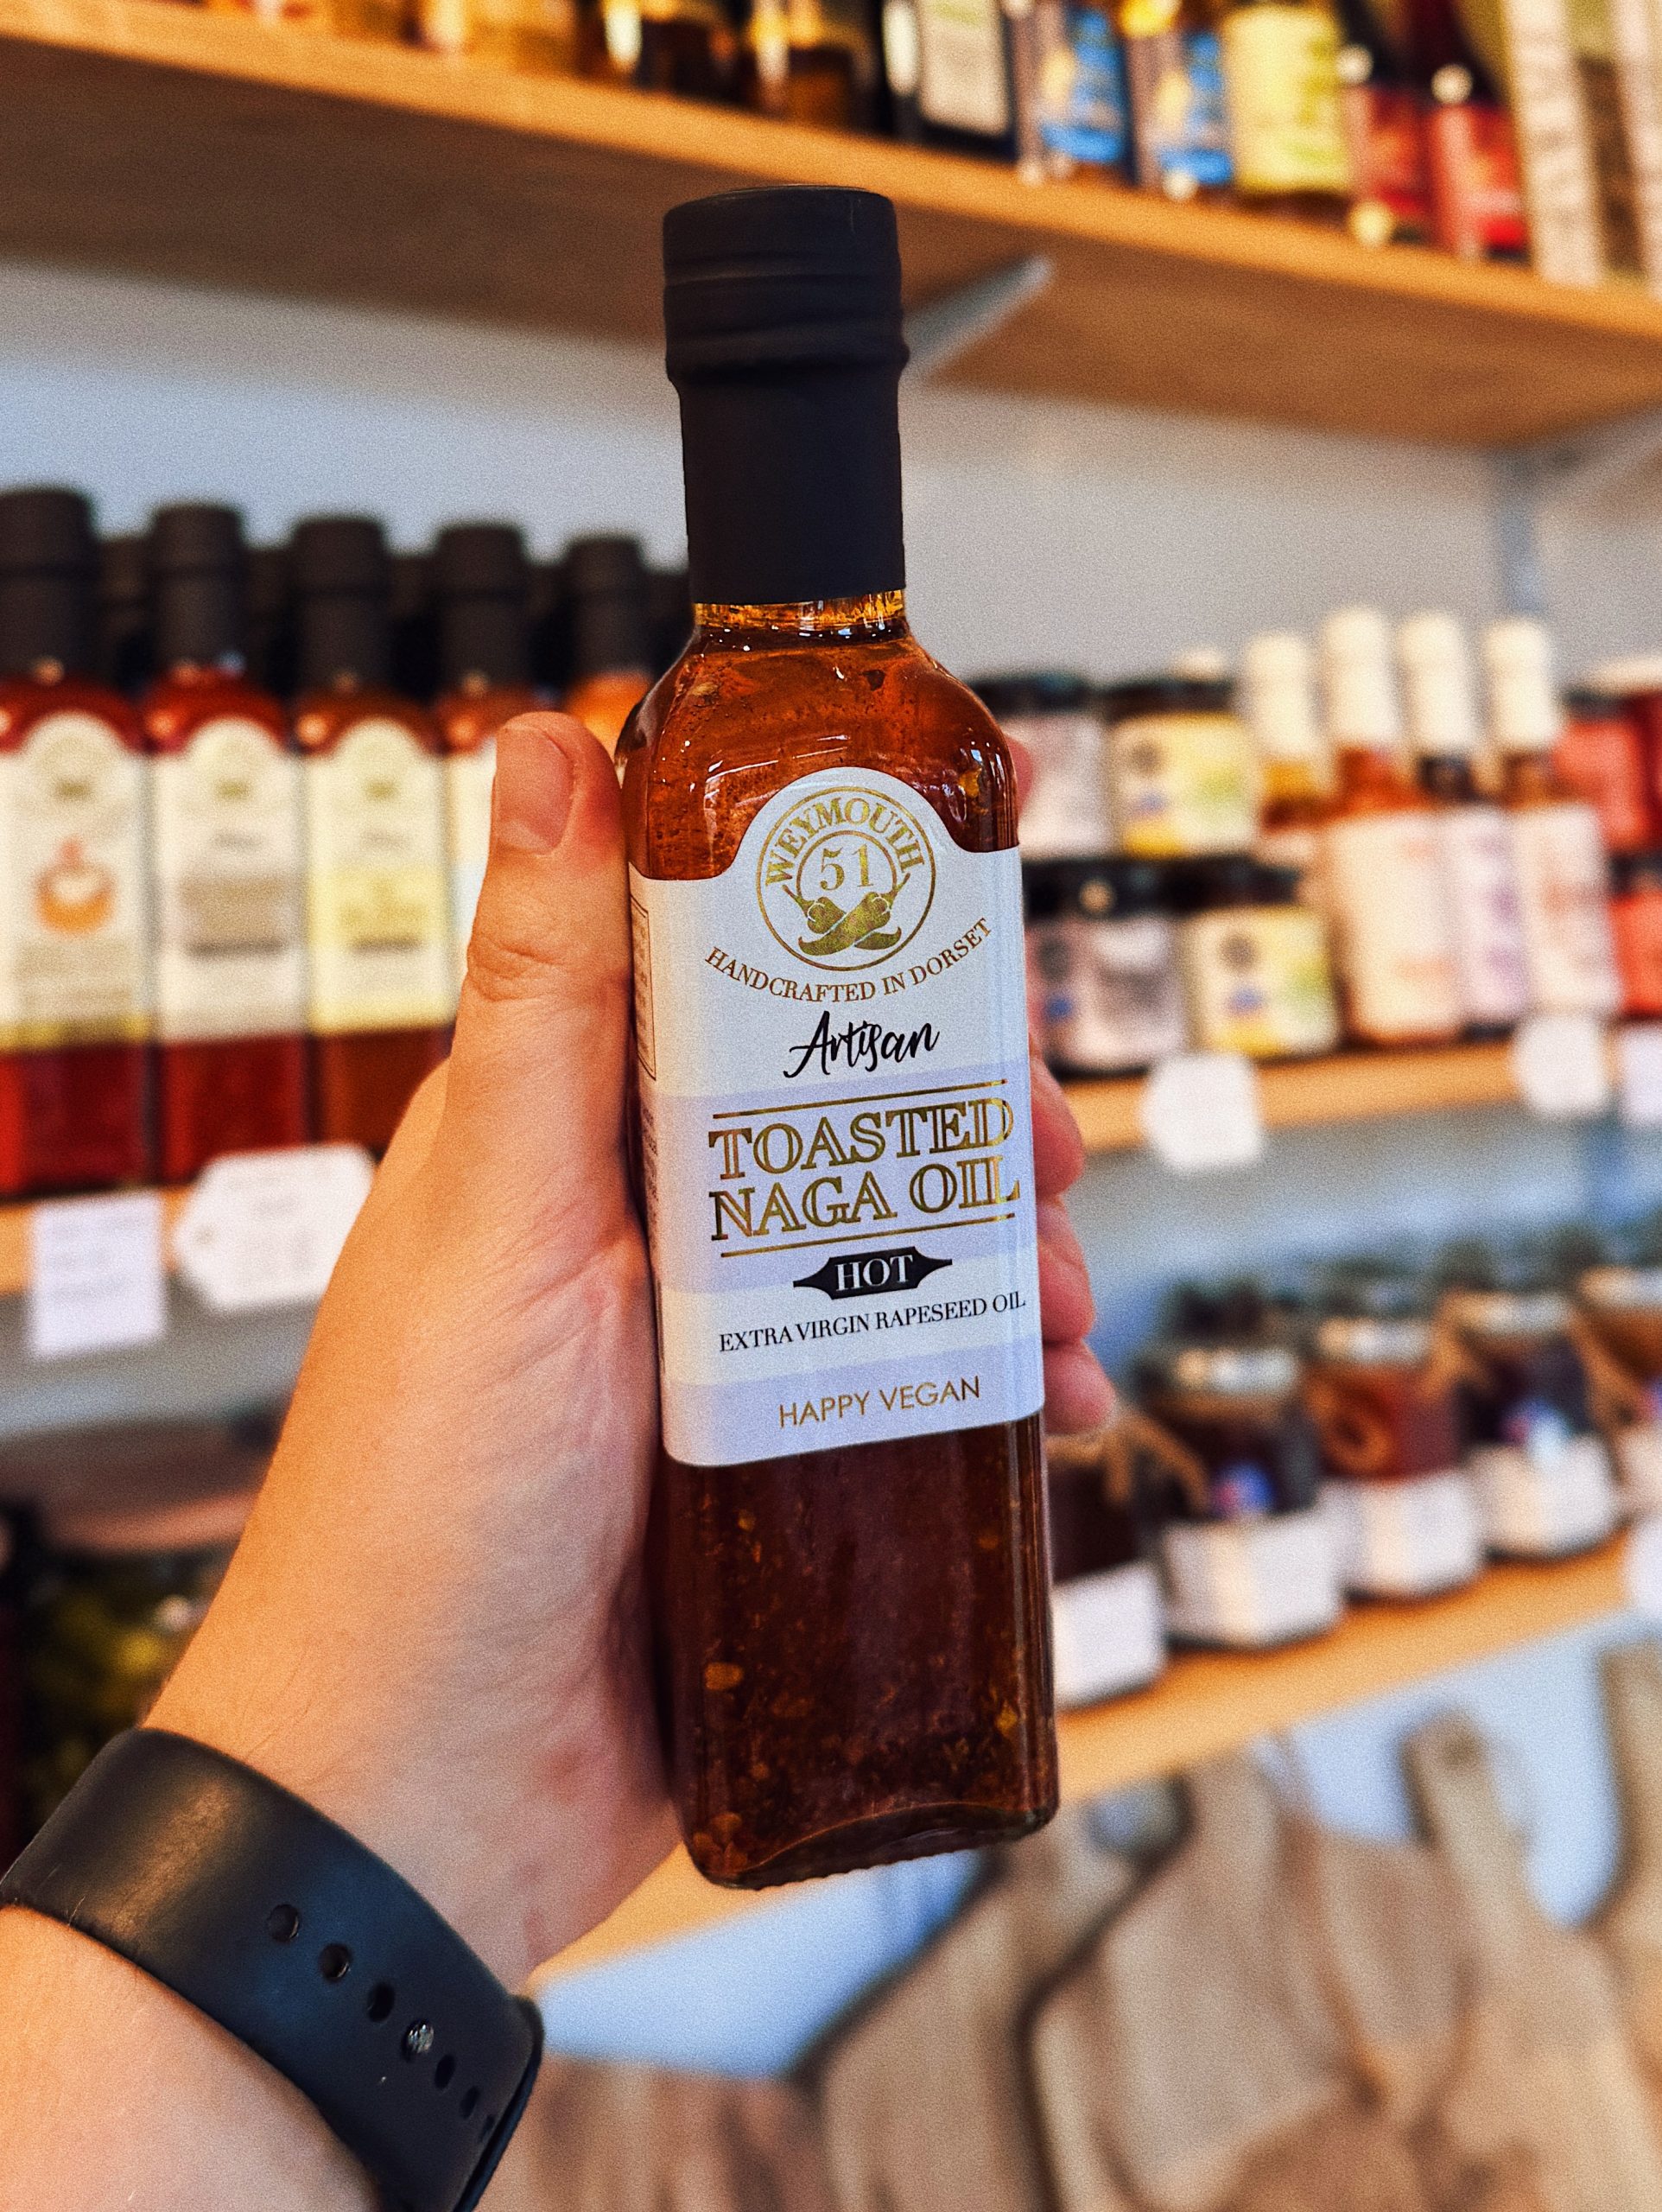 WEYMOUTH
51
HANDCRAFTED IN DORSET
Artisan
TOASTED
NAGA OIL
HOT
EXTRA VIRGIN RAPESEED OIL
HAPPY VEGAN